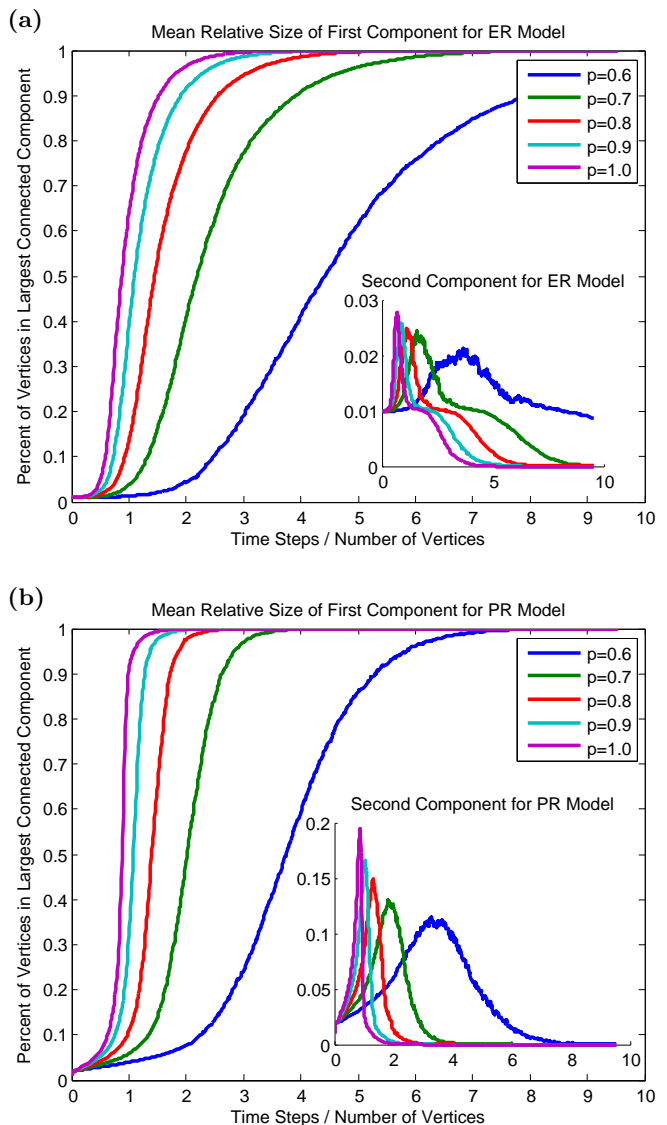 (a)
Mean Relative Size of First Component for ER Model
Percent of Vertices in Largest Connected Component
1
0.9
0.8
0.7
0.6
0.5
0.4
0.3
0.2
0.1
0
p=0.6
p=0.7
p=0.8
p=0.9
p=1.0
Second Component for ER Model
0.03
0.02
0.01
0
0 5 10
0 1 2 3 4 5 6 7 8 9 10
Time Steps / Number of Vertices
(b)
Mean Relative Size of First Component for PR Model
Percent of Vertices in Largest Connected Component
1
0.9
0.8
0.7
0.6
0.5
0.4
0.3
0.2
0.1
0
p=0.6
p=0.7
p=0.8
p=0.9
p=1.0
Second Component for PR Model
0.2
0.15
0.1
0.05
0
0 2 4 6 8 10
0 1 2 3 4 5 6 7 8 9 10
Time Steps / Number of Vertices